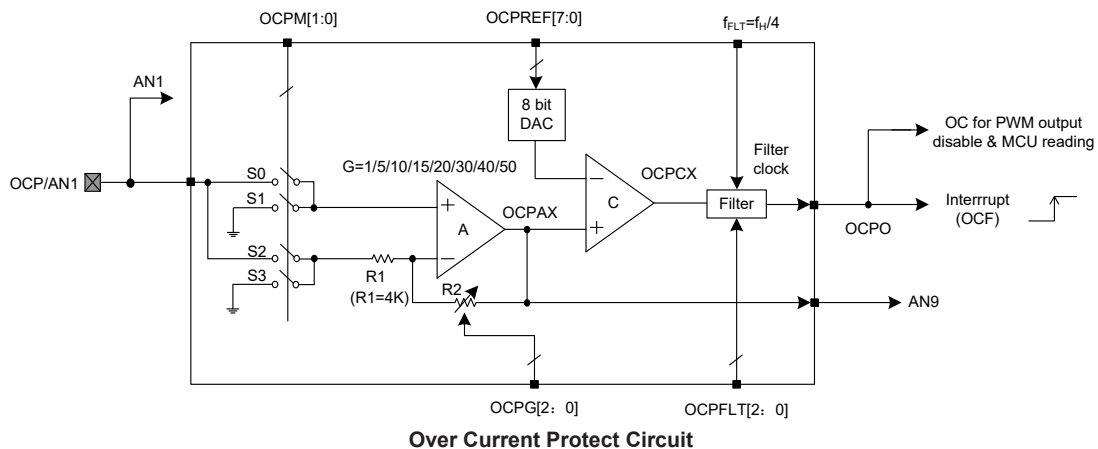 OCPM[1:0]
OCPREF[7:0]
fFLT=fH/4
AN1
8 bit
DAC
OC for PWM output
disable & MCU reading
G=1/5/10/15/20/30/40/50
Filter
clock
OCP/AN1
S0
S1
S2
S3
+
−
A
OCPAX
−
+
C
OCPCX
Filter
OCPO
Interrrupt
(OCF)
R1
(R1=4K)
R2
AN9
OCPG[2：0]
OCPFLT[2：0]
Over Current Protect Circuit